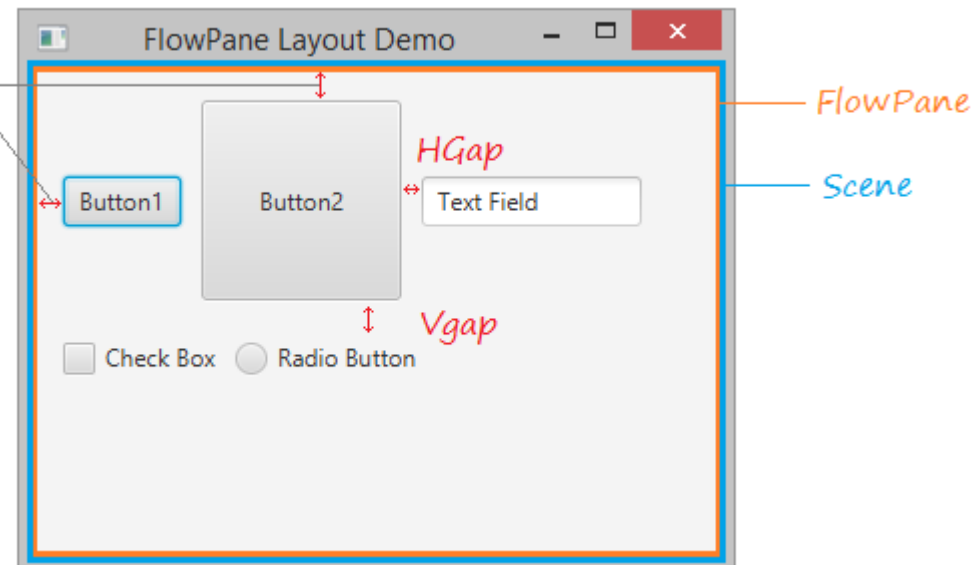 FlowPane Layout Demo
FlowPane
HGap
Scene
Button1
Button2
Text Field
Vgap
Check Box
Radio Button